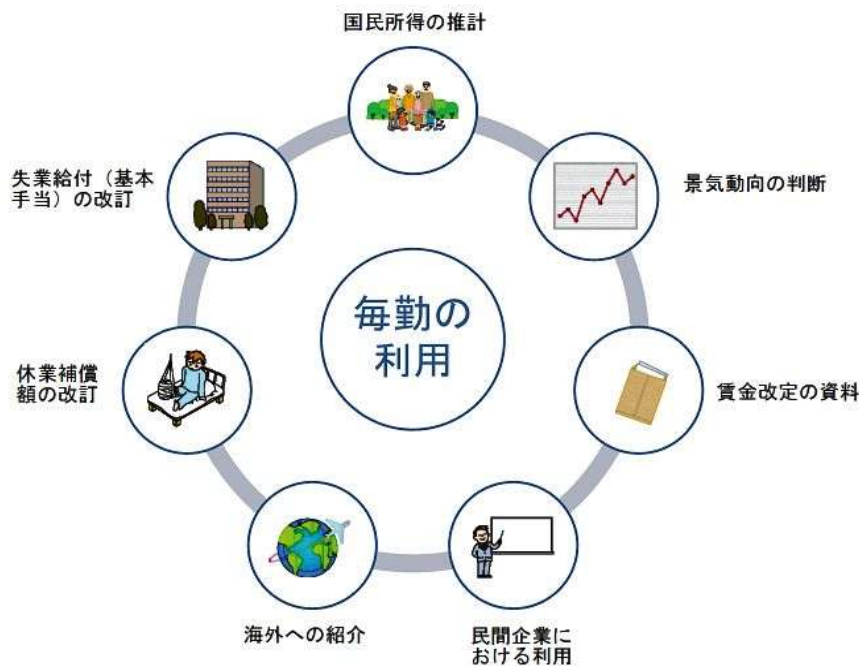 国民所得の推計
景気動向の判断
賃金改定の資料
民間企業に
おける利用
海外への紹介
休業補償
額の改訂
失業給付（基本
手当）の改訂
毎勤の
利用